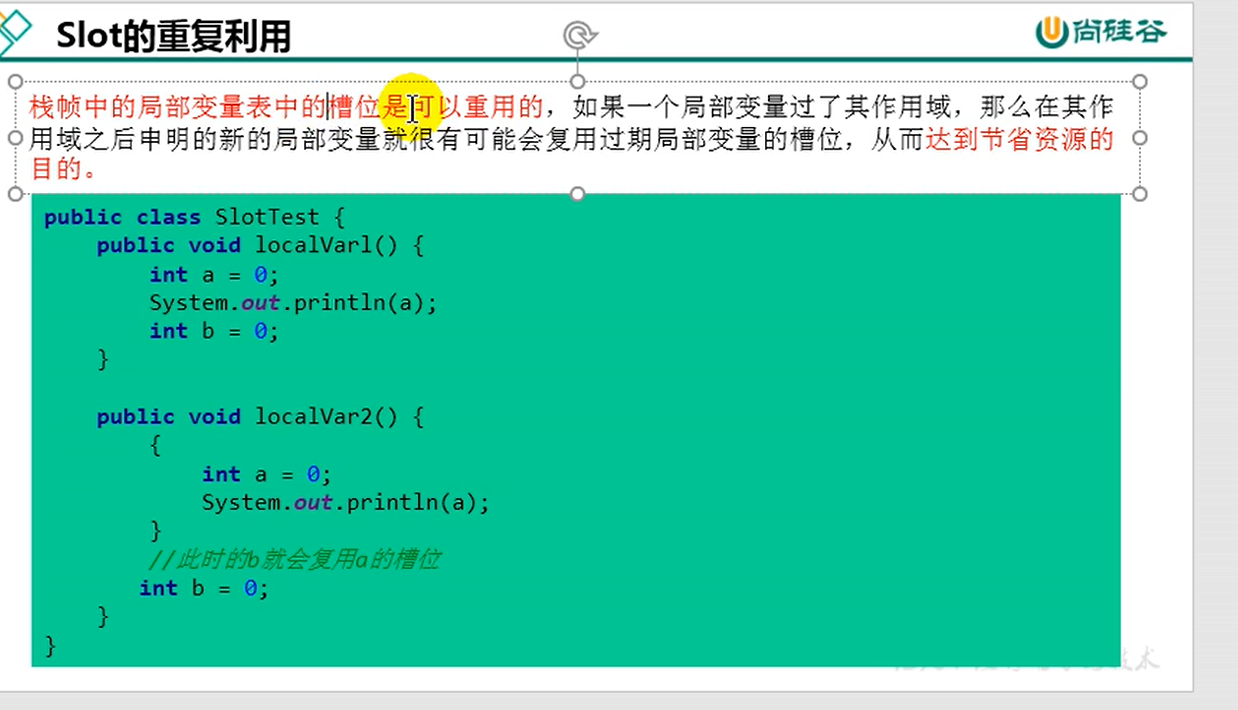 Slot的重复利用
尚硅谷
栈帧中的局部变量表中的槽位是可以重用的，如果一个局部变量过了其作用域，那么在其作
用域之后申明的新的局部变量就很有可能会复用过期局部变量的槽位，从而达到节省资源的
目的。
public class SlotTest {
    public void localVarl() {
        int a = 0;
        System.out.println(a);
        int b = 0;
    }
    public void localVar2() {
        {
            int a = 0;
            System.out.println(a);
        }
        //此时的b就会复用a的槽位
        int b = 0;
    }
}